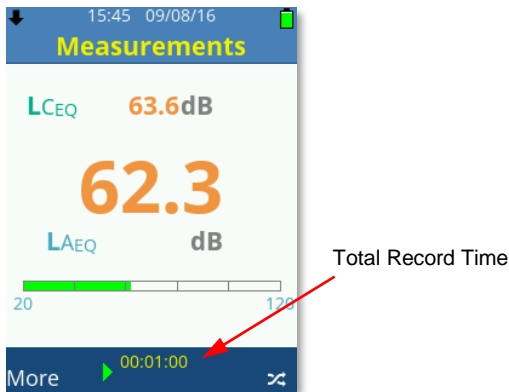 15:45 09/08/16
Measurements
LCEQ 63.6dB
62.3
LAEQ dB
20 120
Total Record Time
00:01:00
More